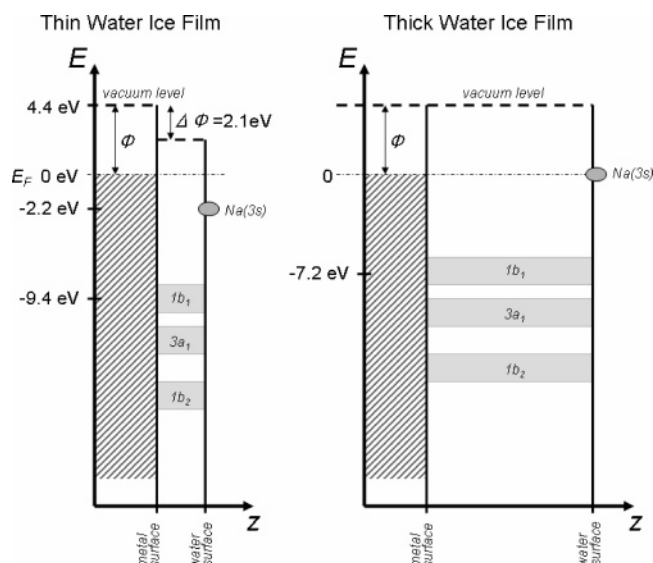 Thin Water Ice Film
E
vacuum level
4.4 eV
Φ
Δ Φ =2.1eV
E_F 0 eV
-2.2 eV
Na(3s)
-9.4 eV
1b₁
3a₁
1b₂
z
metal
surface
water
surface
Thick Water Ice Film
E
vacuum level
Φ
0
Na(3s)
-7.2 eV
1b₁
3a₁
1b₂
z
metal
surface
water
surface